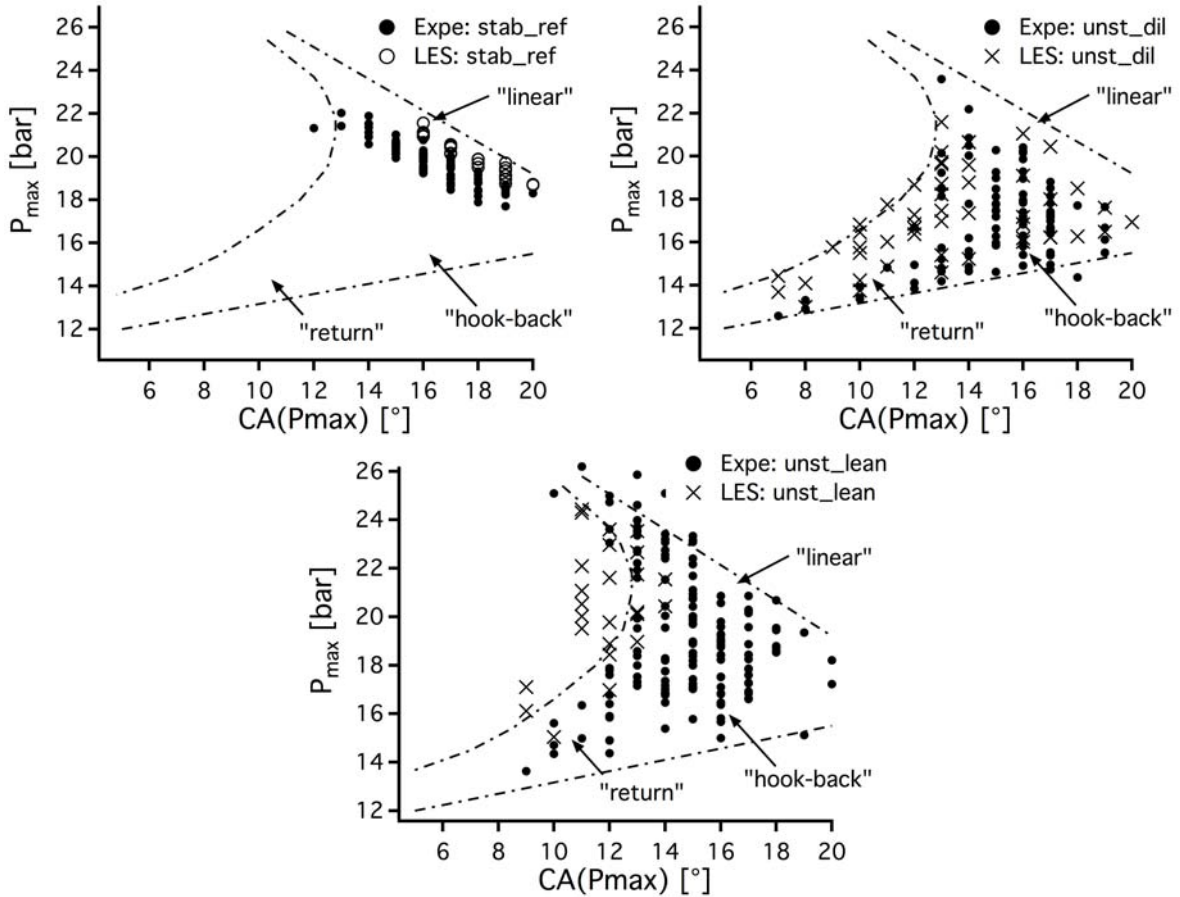 26
24
22
20
18
16
14
12
P_max [bar]
6 8 10 12 14 16 18 20
CA(Pmax) [°]
Expe: stab_ref
LES: stab_ref
"linear"
"hook-back"
"return"
26
24
22
20
18
16
14
12
P_max [bar]
6 8 10 12 14 16 18 20
CA(Pmax) [°]
Expe: unst_dil
LES: unst_dil
"linear"
"return"
"hook-back"
26
24
22
20
18
16
14
12
P_max [bar]
6 8 10 12 14 16 18 20
CA(Pmax) [°]
Expe: unst_lean
LES: unst_lean
"linear"
"hook-back"
"return"